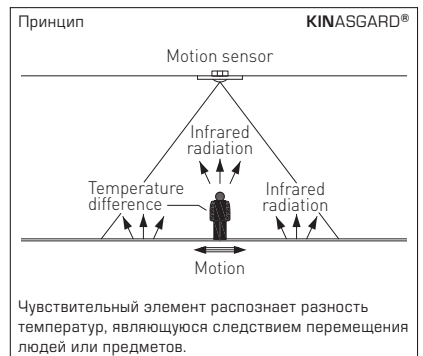 Принцип KINASGARD®
Motion sensor
Infrared
radiation
Temperature
difference
Infrared
radiation
Motion
Чувствительный элемент распознает разность
температур, являющуюся следствием перемещения
людей или предметов.